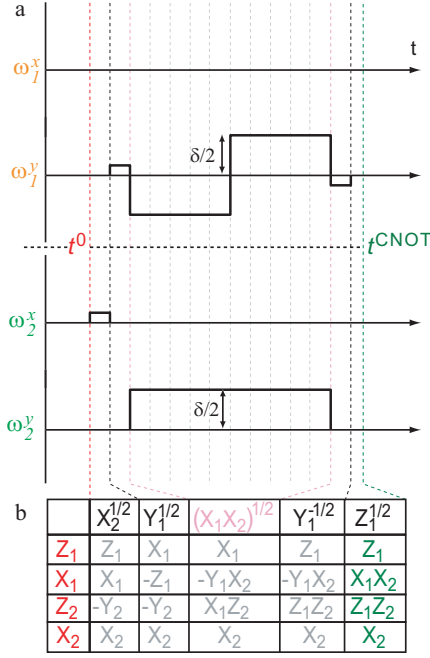 a
t
ω₁ˣ
δ/2
ω₁ʸ
t⁰
t^CNOT
ω₂ˣ
δ/2
ω₂ʸ
b
X₂^1/2 Y₁^1/2 (X₁X₂)^1/2 Y₁^-1/2 Z₁^1/2
Z₁ Z₁ X₁ X₁ Z₁ Z₁
X₁ X₁ -Z₁ -Y₁X₂ -Y₁X₂ X₁X₂
Z₂ -Y₂ -Y₂ X₁Z₂ Z₁Z₂ Z₁Z₂
X₂ X₂ X₂ X₂ X₂ X₂